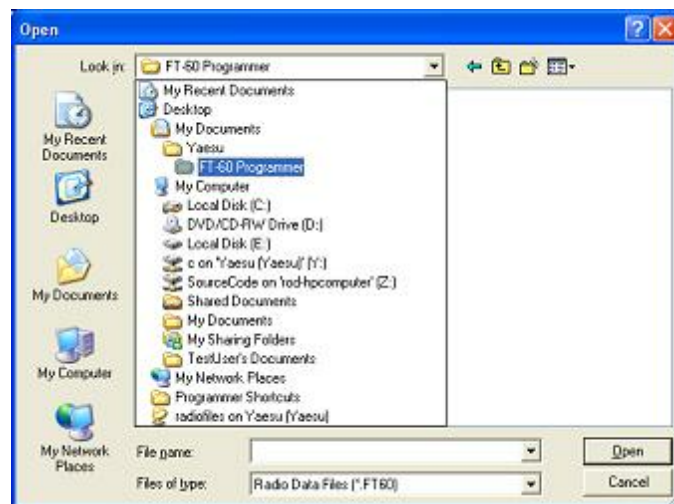 Open
Look in: FT-60 Programmer
My Recent Documents
Desktop
My Documents
Yaesu
FT-60 Programmer
My Computer
Local Disk (C:)
DVD/CD-RW Drive (D:)
Local Disk (E:)
c on 'Yaesu (Yaesu)' (Y:)
SourceCode on 'rod-hpcomputer' (Z:)
Shared Documents
My Documents
My Sharing Folders
TestUser's Documents
My Network Places
Programmer Shortcuts
radiofiles on Yaesu (Yaesu)
My Recent
Documents
Desktop
My Documents
My Computer
My Network
Places
File name:
Open
Files of type: Radio Data Files (*.FT60)
Cancel